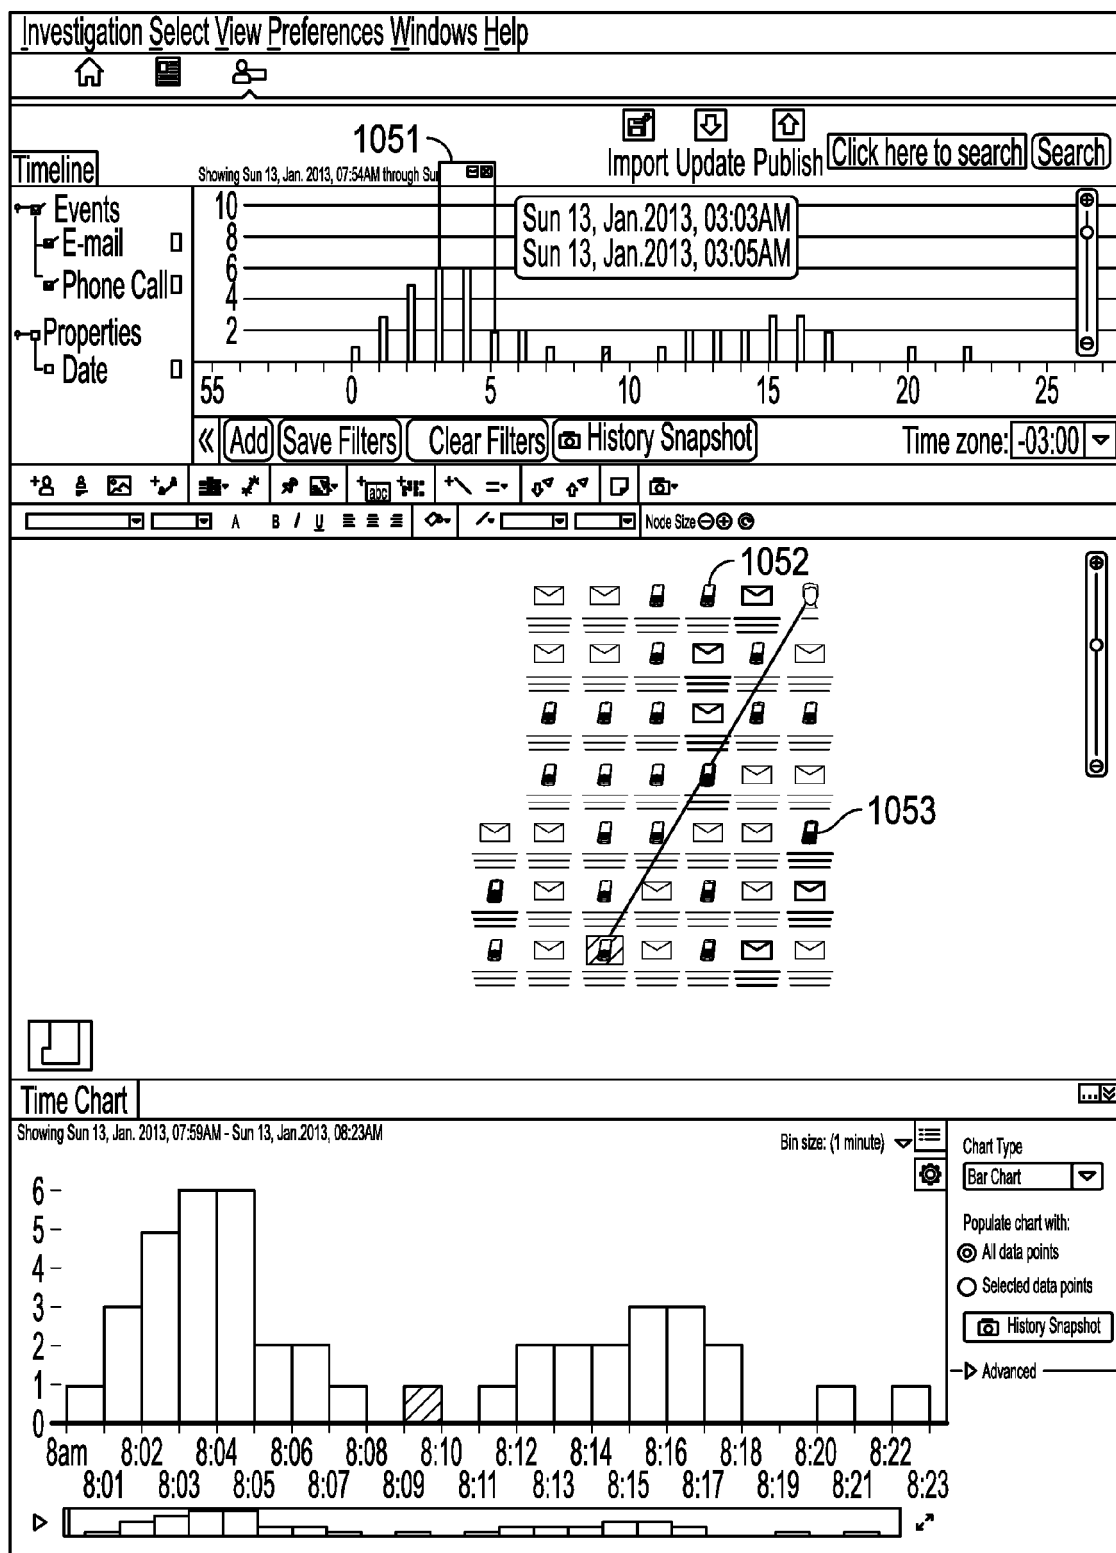 Investigation Select View Preferences Windows Help
1051
Import Update Publish Click here to search Search
Timeline
Showing Sun 13, Jan. 2013, 07:54AM through Su
Events
E-mail
Phone Call
Properties
Date
10
8
6
4
2
Sun 13, Jan.2013, 03:03AM
Sun 13, Jan.2013, 03:05AM
55 0 5 10 15 20 25
Add Save Filters Clear Filters History Snapshot Time zone: -03:00
abc
A B I U Node Size
1052
1053
Time Chart
Showing Sun 13, Jan. 2013, 07:59AM - Sun 13, Jan.2013, 08:23AM
Bin size: (1 minute)
Chart Type
Bar Chart
Populate chart with:
All data points
Selected data points
History Snapshot
Advanced
6
5
4
3
2
1
0
8am 8:02 8:04 8:06 8:08 8:10 8:12 8:14 8:16 8:18 8:20 8:22
8:01 8:03 8:05 8:07 8:09 8:11 8:13 8:15 8:17 8:19 8:21 8:23